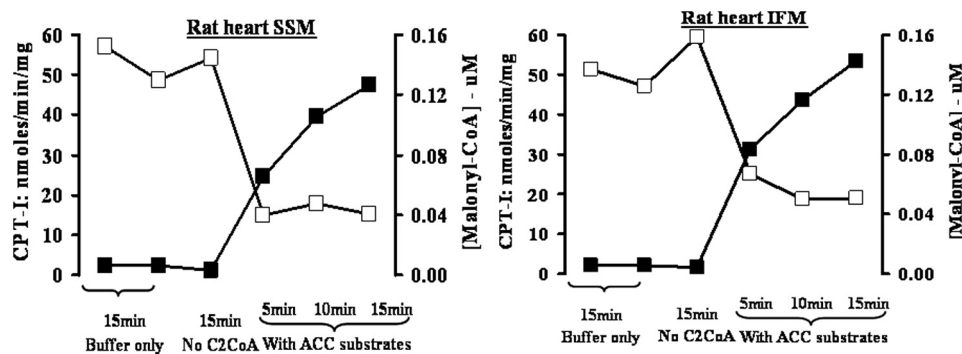 Rat heart SSM
60
50
40
30
20
10
0
CPT-I: nmoles/min/mg
0.16
0.12
0.08
0.04
0.00
[Malonyl-CoA] - uM
15min
15min
5min
10min
15min
Buffer only
No C2CoA
With ACC substrates
Rat heart IFM
60
50
40
30
20
10
0
CPT-I: nmoles/min/mg
0.16
0.12
0.08
0.04
0.00
[Malonyl-CoA] - uM
15min
15min
5min
10min
15min
Buffer only
No C2CoA
With ACC substrates